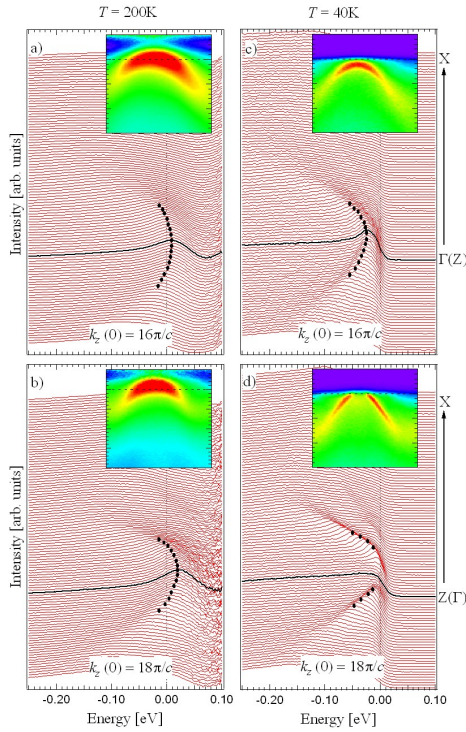 T = 200K
T = 40K
a)
c)
X
Intensity [arb. units]
Γ(Z)
k_z (0) = 16π/c
k_z (0) = 16π/c
b)
d)
X
Intensity [arb. units]
Z(Γ)
k_z (0) = 18π/c
k_z (0) = 18π/c
-0.20 -0.10 0.00 0.10
-0.20 -0.10 0.00 0.10
Energy [eV]
Energy [eV]